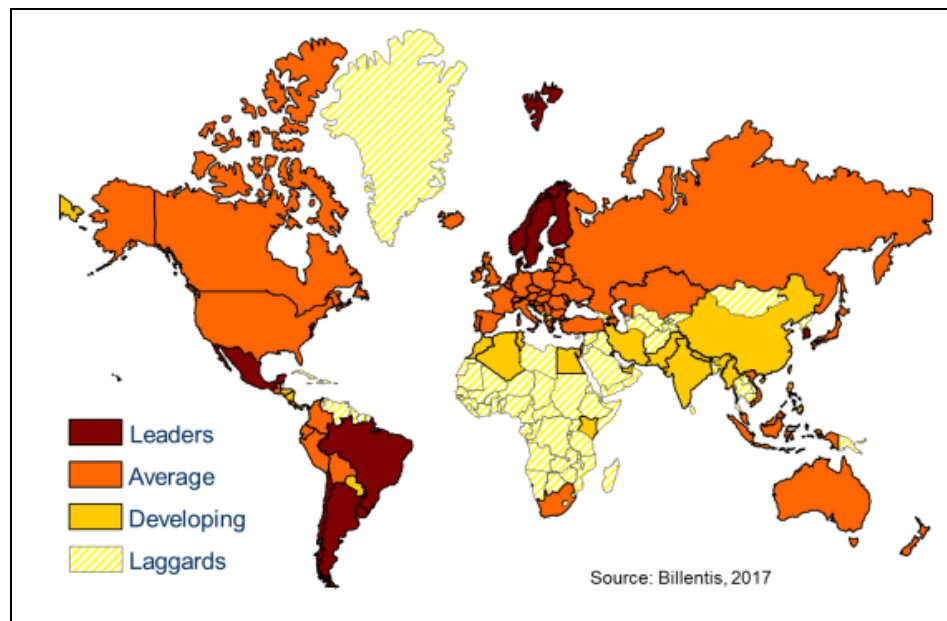 Leaders
Average
Developing
Laggards
Source: Billentis, 2017